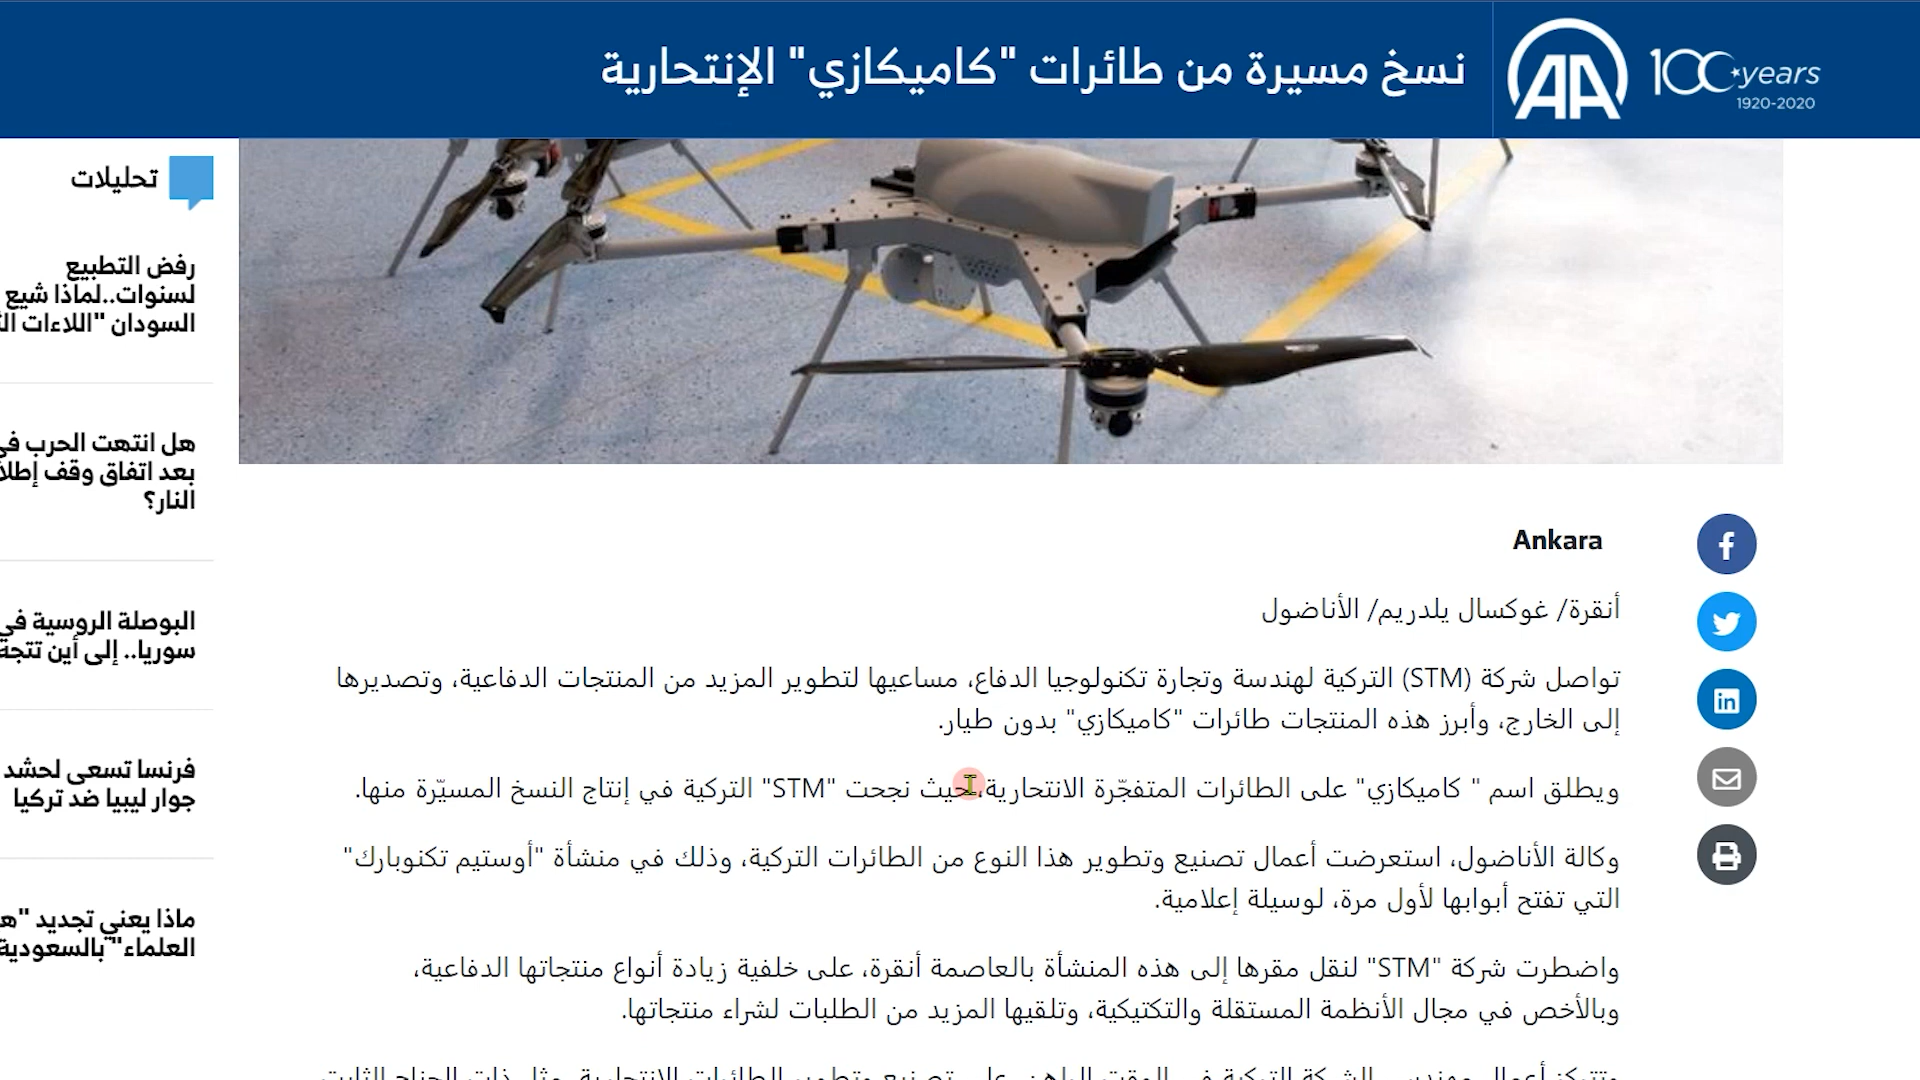 نسخ مسيرة من طائرات "كاميكازي" الإنتحارية
AA
100 years
1920-2020
Ankara
أنقرة/ غوكسال يلدريم/ الأناضول
تواصل شركة (STM) التركية لهندسة وتجارة تكنولوجيا الدفاع، مساعيها لتطوير المزيد من المنتجات الدفاعية، وتصديرها
إلى الخارج، وأبرز هذه المنتجات طائرات "كاميكازي" بدون طيار.
ويطلق اسم " كاميكازي" على الطائرات المتفجّرة الانتحارية، حيث نجحت "STM" التركية في إنتاج النسخ المسيّرة منها.
وكالة الأناضول، استعرضت أعمال تصنيع وتطوير هذا النوع من الطائرات التركية، وذلك في منشأة "أوستيم تكنوبارك"
التي تفتح أبوابها لأول مرة، لوسيلة إعلامية.
واضطرت شركة "STM" لنقل مقرها إلى هذه المنشأة بالعاصمة أنقرة، على خلفية زيادة أنواع منتجاتها الدفاعية،
وبالأخص في مجال الأنظمة المستقلة والتكتيكية، وتلقيها المزيد من الطلبات لشراء منتجاتها.
تحليلات
رفض التطبيع
لسنوات..لماذا شيع
السودان "اللاءات
هل انتهت الحرب في
بعد اتفاق وقف
النار؟
البوصلة الروسية في
سوريا.. إلى أين
فرنسا تسعى لحشد
جوار ليبيا ضد تركيا
ماذا يعني تجديد
العلماء" بالسعودية